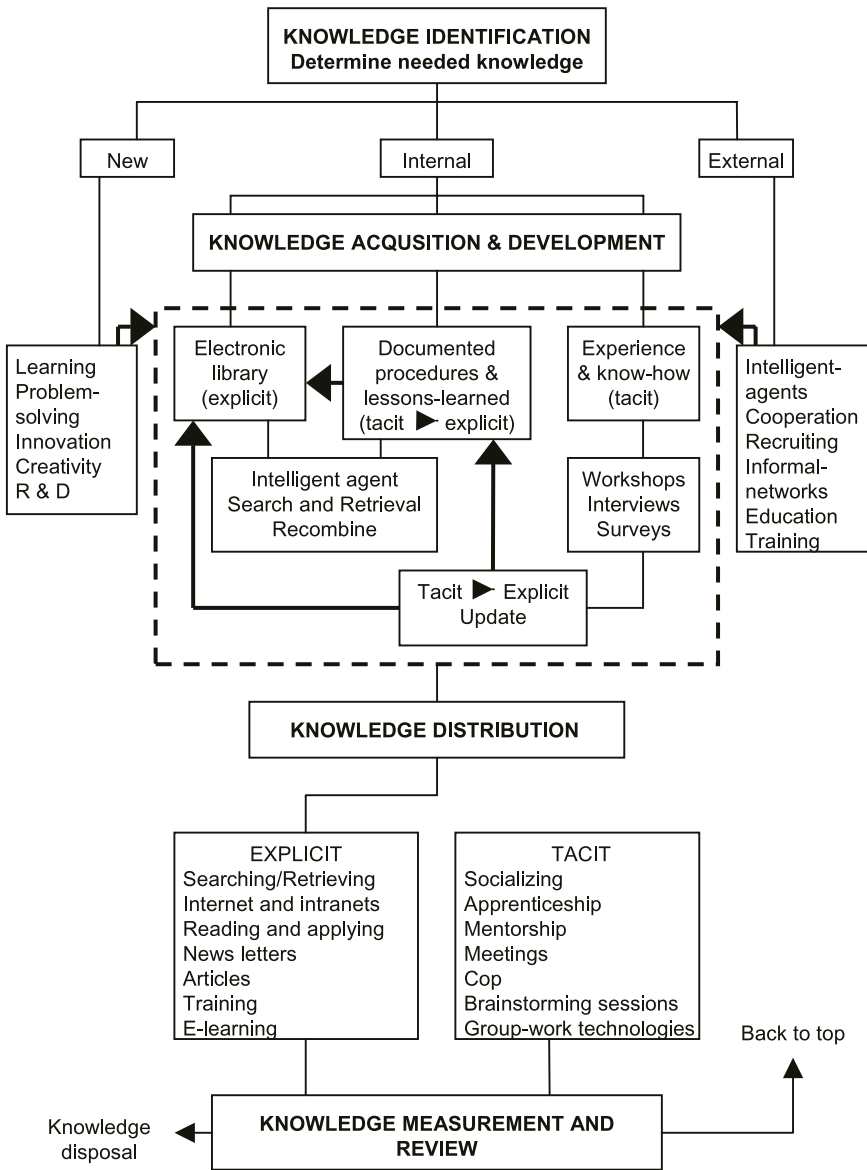 KNOWLEDGE IDENTIFICATION
Determine needed knowledge
New
Internal
External
KNOWLEDGE ACQUSITION & DEVELOPMENT
Learning
Problem-
solving
Innovation
Creativity
R & D
Electronic
library
(explicit)
Documented
procedures &
lessons-learned
(tacit ► explicit)
Experience
& know-how
(tacit)
Intelligent-
agents
Cooperation
Recruiting
Informal-
networks
Education
Training
Intelligent agent
Search and Retrieval
Recombine
Workshops
Interviews
Surveys
Tacit ► Explicit
Update
KNOWLEDGE DISTRIBUTION
EXPLICIT
Searching/Retrieving
Internet and intranets
Reading and applying
News letters
Articles
Training
E-learning
TACIT
Socializing
Apprenticeship
Mentorship
Meetings
Cop
Brainstorming sessions
Group-work technologies
Back to top
Knowledge
disposal
KNOWLEDGE MEASUREMENT AND
REVIEW